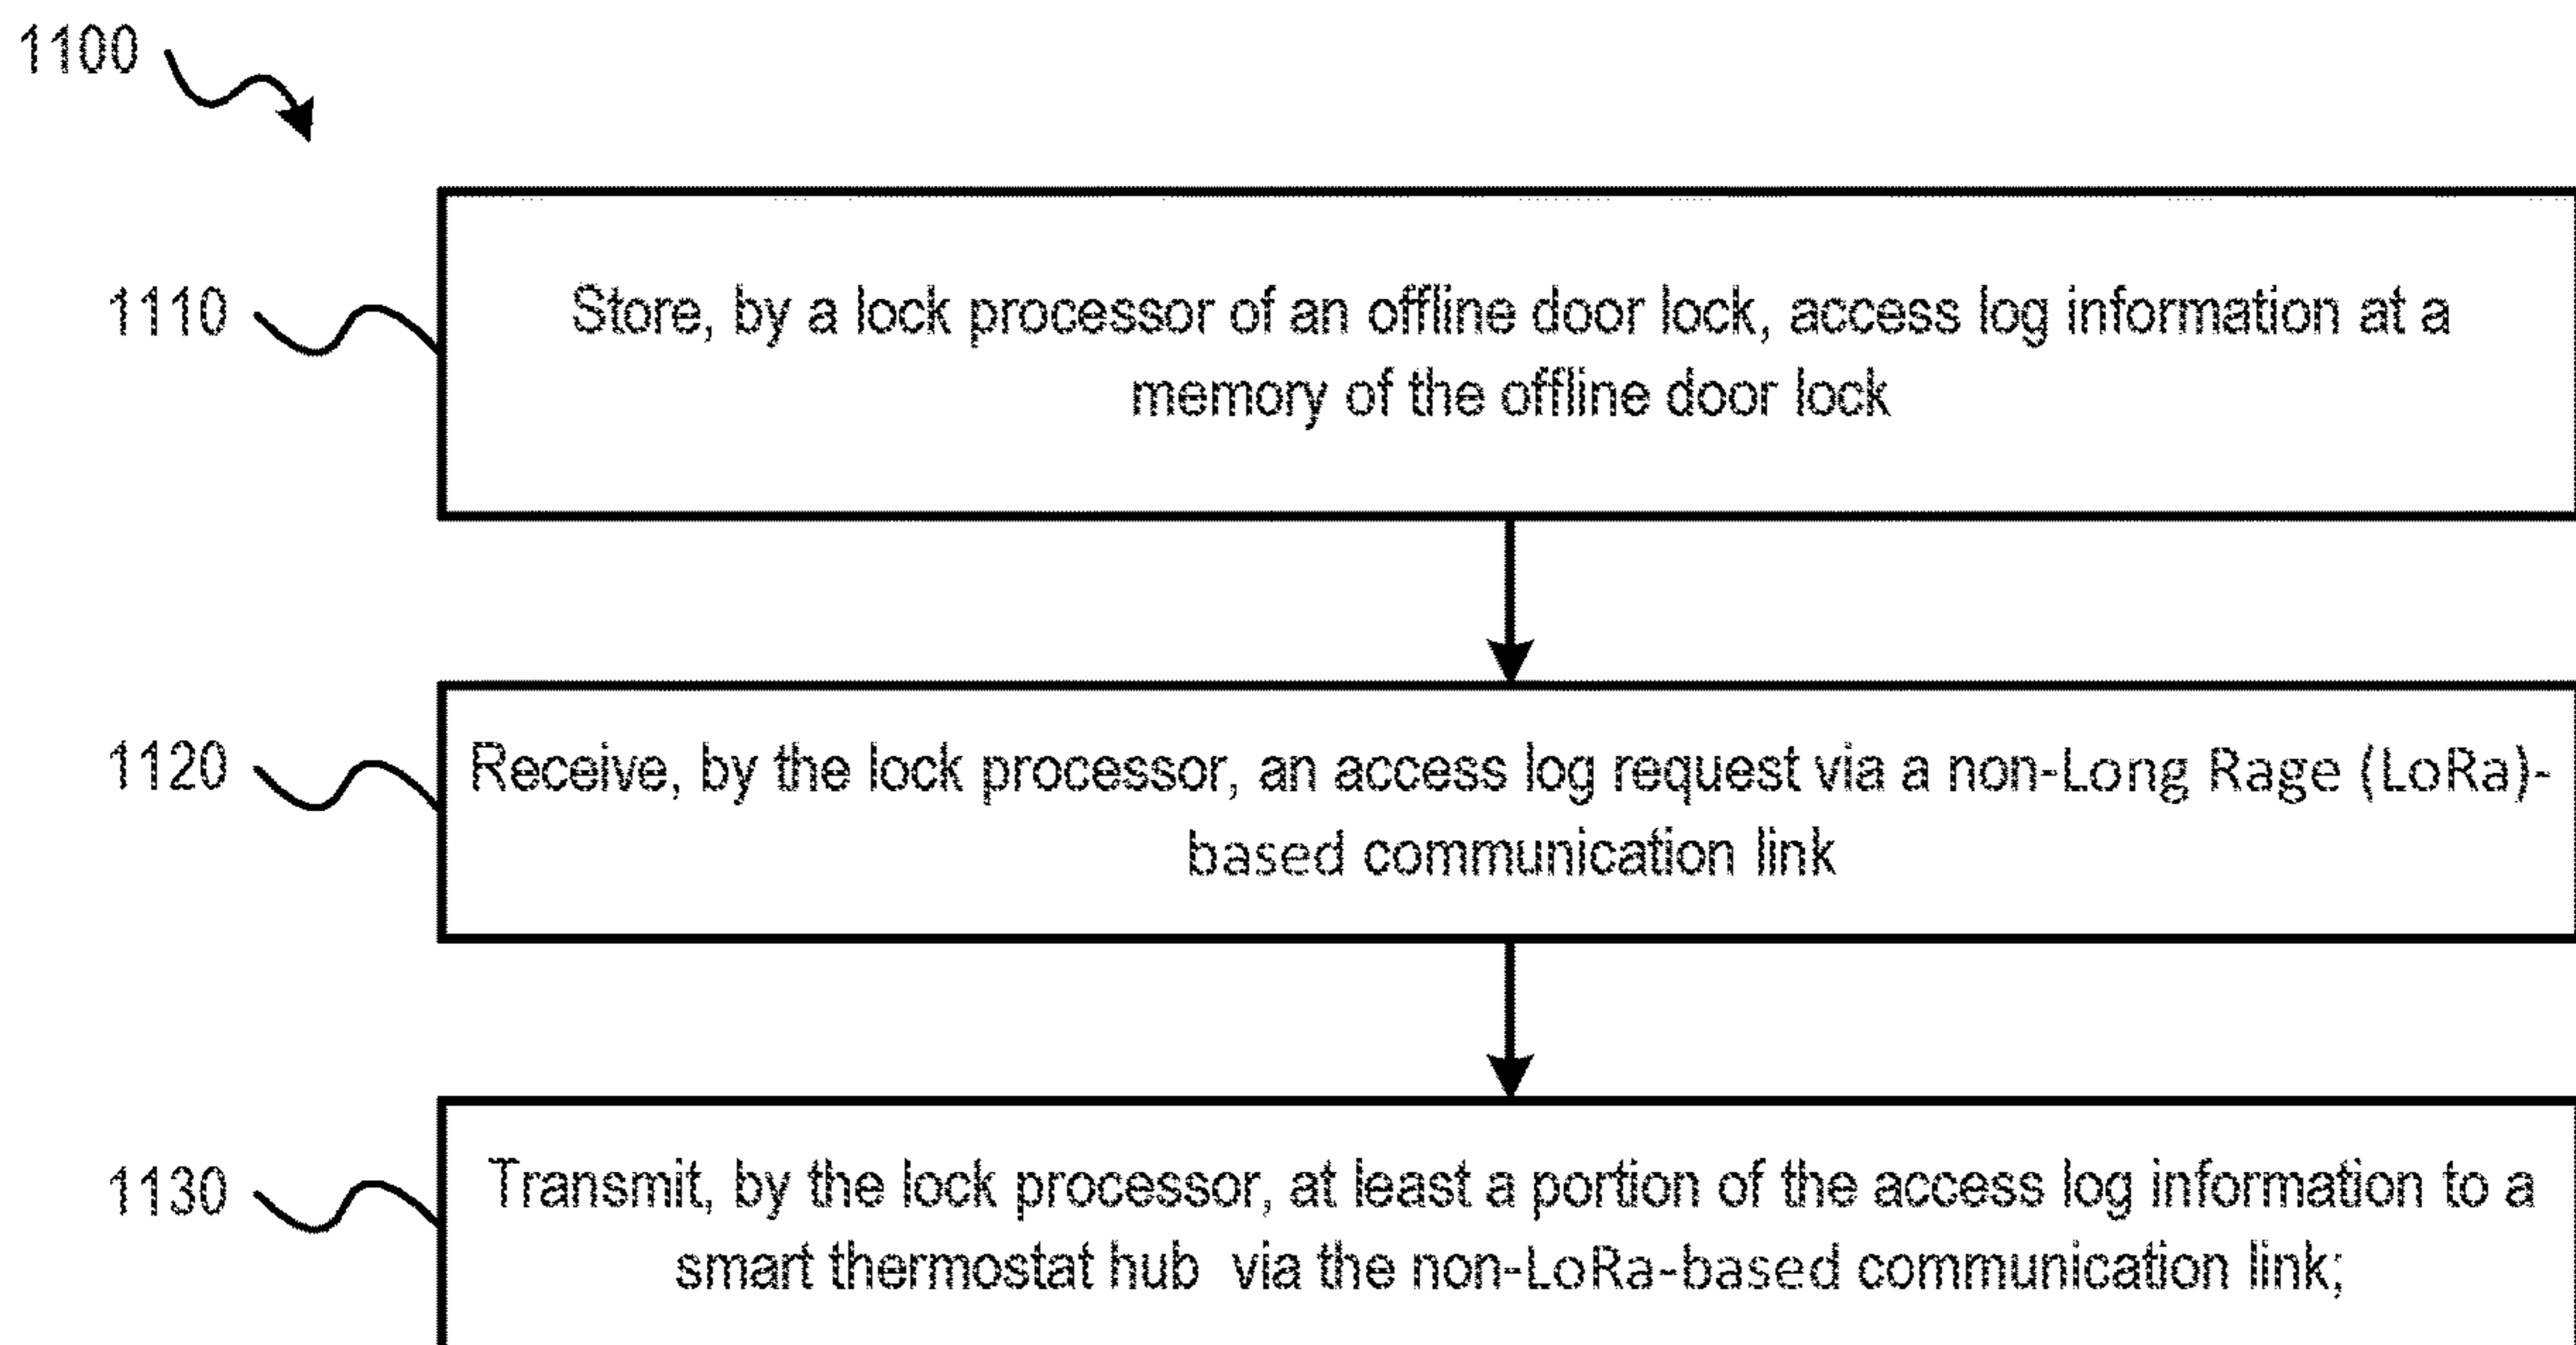 1100
1110
Store, by a lock processor of an offline door lock, access log information at a
memory of the offline door lock
1120
Receive, by the lock processor, an access log request via a non-Long Rage (LoRa)-
based communication link
1130
Transmit, by the lock processor, at least a portion of the access log information to a
smart thermostat hub via the non-LoRa-based communication link;